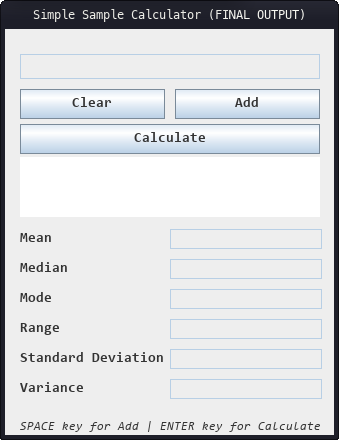 Simple Sample Calculator (FINAL OUTPUT)
Clear
Add
Calculate
Mean
Median
Mode
Range
Standard Deviation
Variance
SPACE key for Add | ENTER key for Calculate